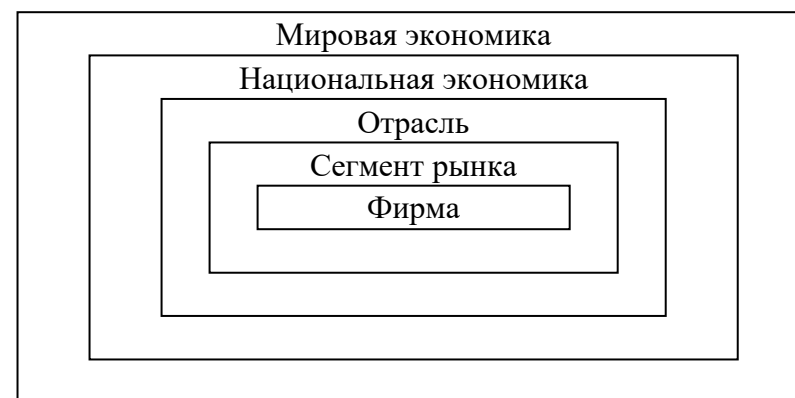 Мировая экономика
Национальная экономика
Отрасль
Сегмент рынка
Фирма